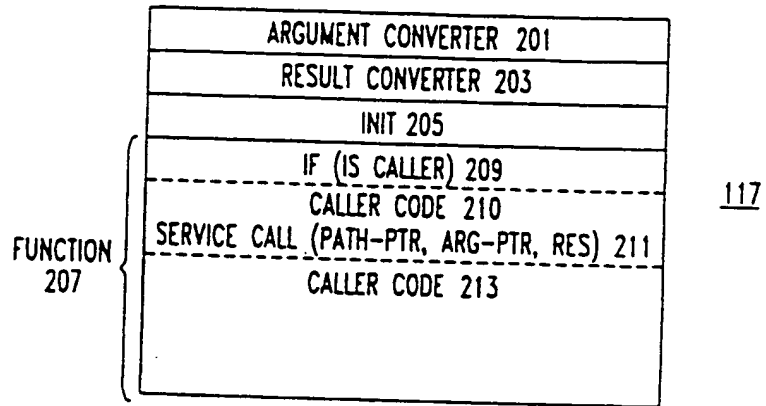 ARGUMENT CONVERTER 201
RESULT CONVERTER 203
INIT 205
IF (IS CALLER) 209
CALLER CODE 210
SERVICE CALL (PATH-PTR, ARG-PTR, RES) 211
CALLER CODE 213
FUNCTION
207
117